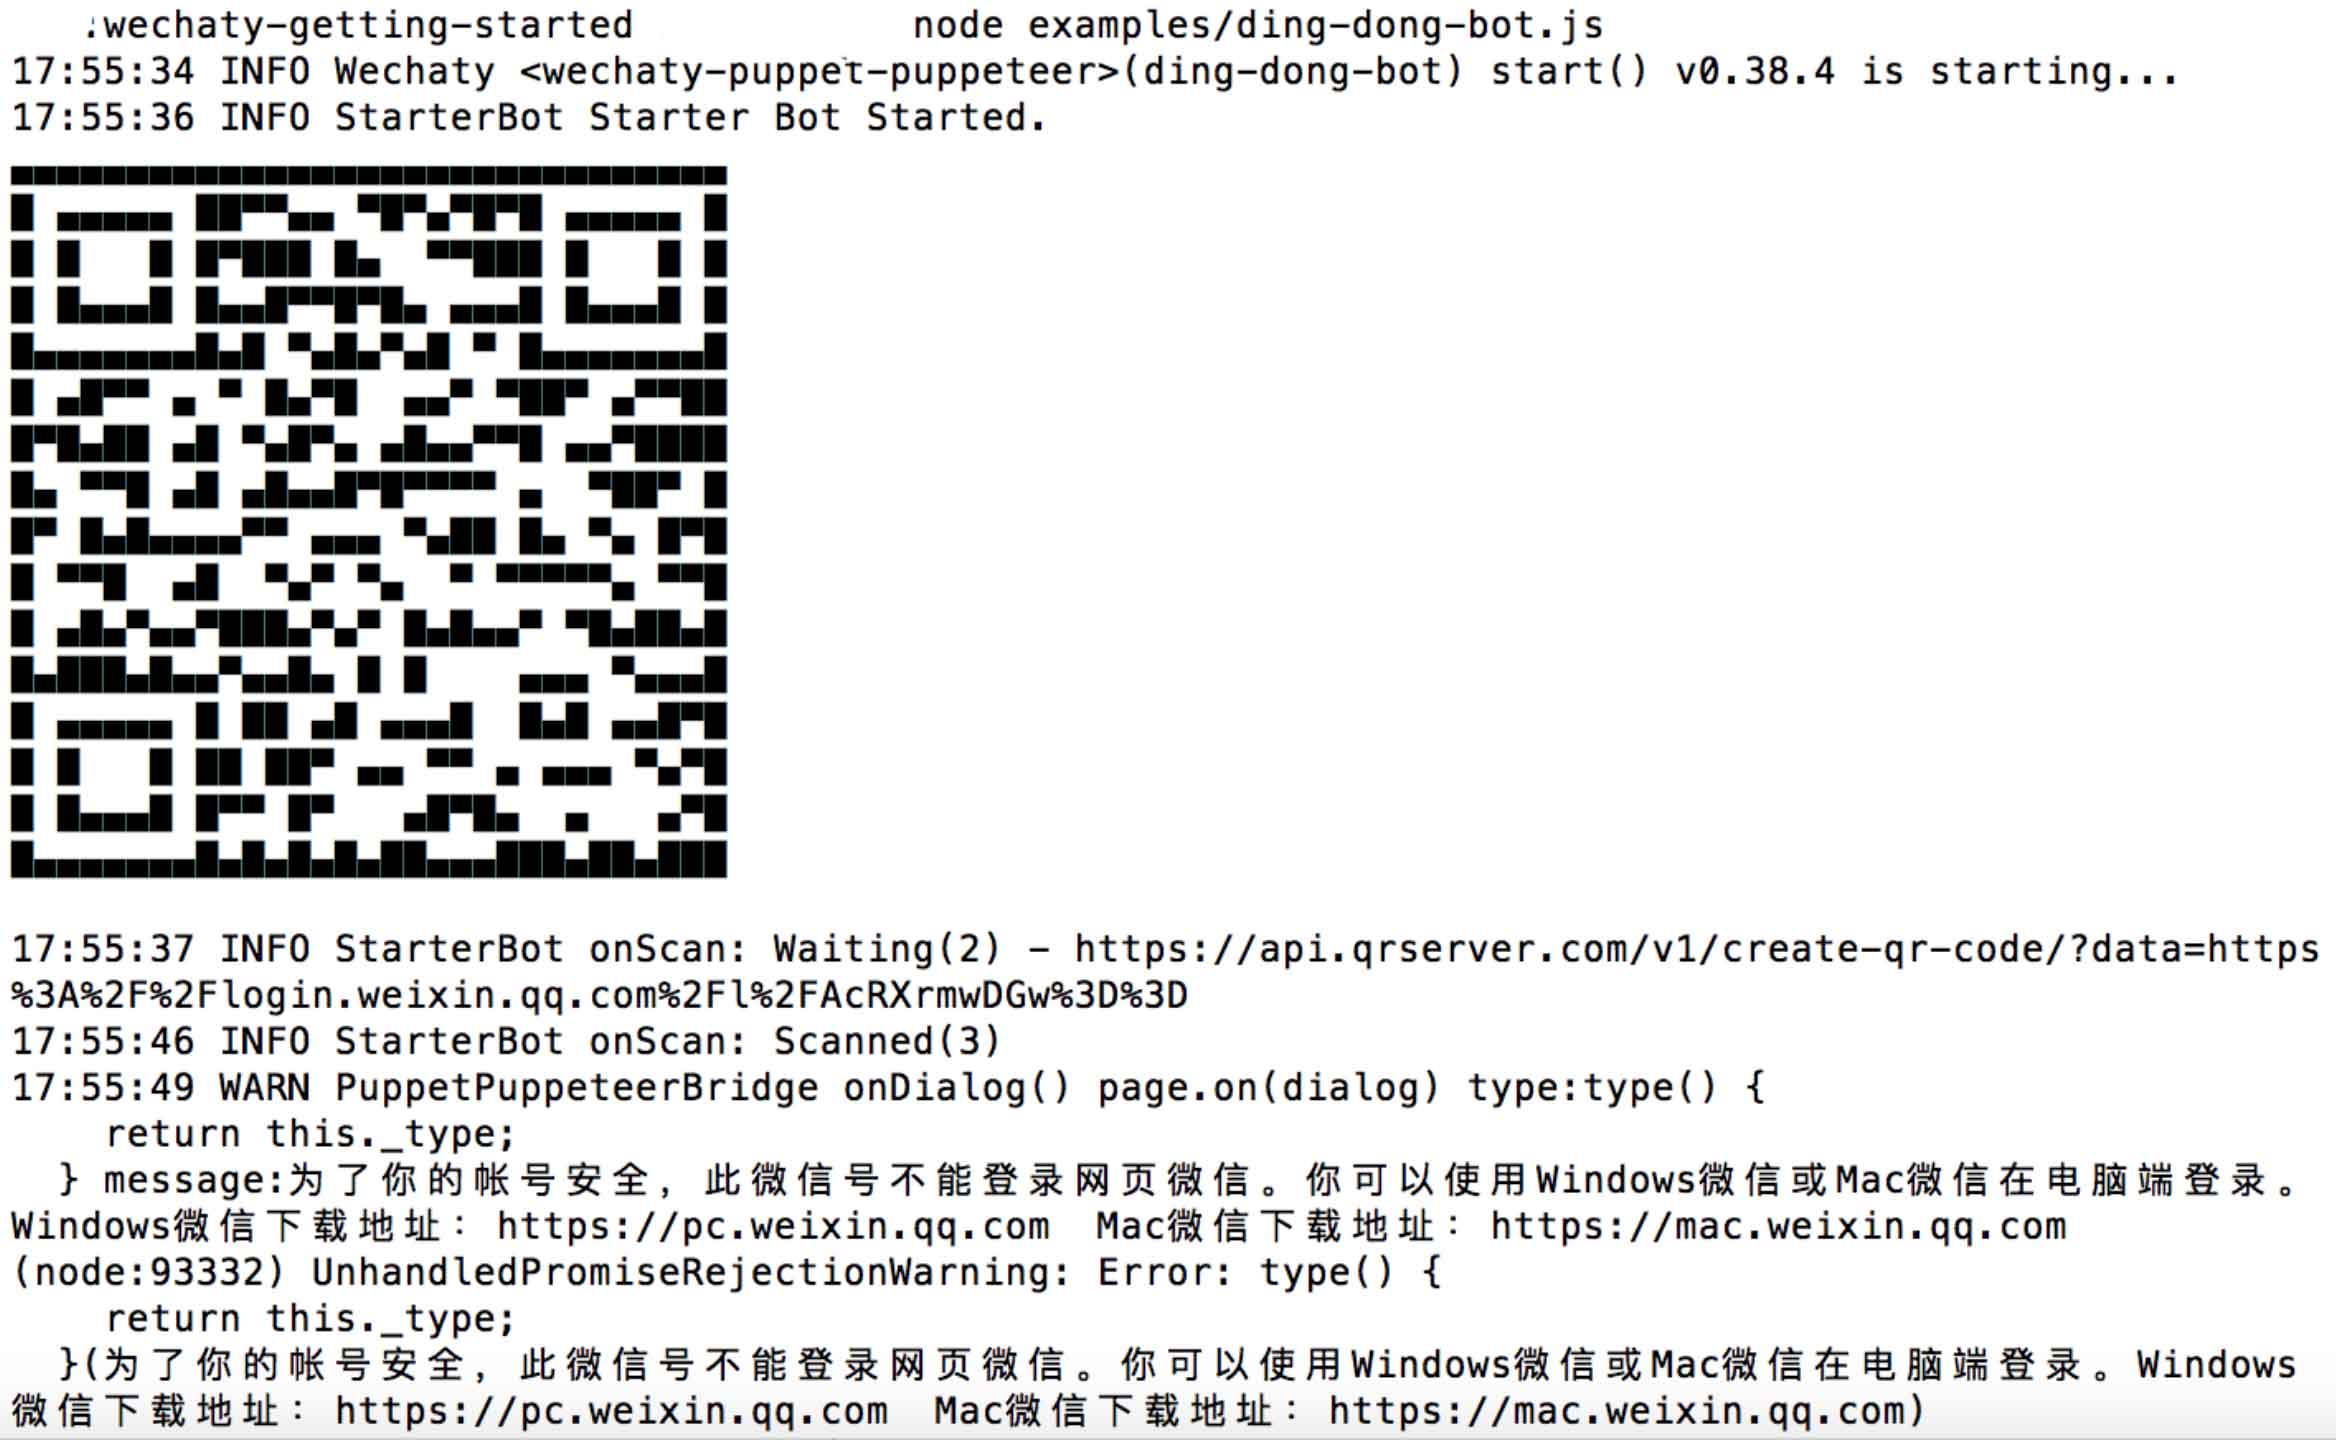 :wechaty-getting-started node examples/ding-dong-bot.js
17:55:34 INFO Wechaty <wechaty-puppet-puppeteer>(ding-dong-bot) start() v0.38.4 is starting...
17:55:36 INFO StarterBot Starter Bot Started.
17:55:37 INFO StarterBot onScan: Waiting(2) - https://api.qrserver.com/v1/create-qr-code/?data=https
%3A%2F%2Flogin.weixin.qq.com%2Fl%2FAcRXrmwDGw%3D%3D
17:55:46 INFO StarterBot onScan: Scanned(3)
17:55:49 WARN PuppetPuppeteerBridge onDialog() page.on(dialog) type:type() {
return this._type;
} message:为了你的帐号安全，此微信号不能登录网页微信。你可以使用Windows微信或Mac微信在电脑端登录。
Windows微信下载地址：https://pc.weixin.qq.com Mac微信下载地址：https://mac.weixin.qq.com
(node:93332) UnhandledPromiseRejectionWarning: Error: type() {
return this._type;
}(为了你的帐号安全，此微信号不能登录网页微信。你可以使用Windows微信或Mac微信在电脑端登录。Windows
微信下载地址：https://pc.weixin.qq.com Mac微信下载地址：https://mac.weixin.qq.com)